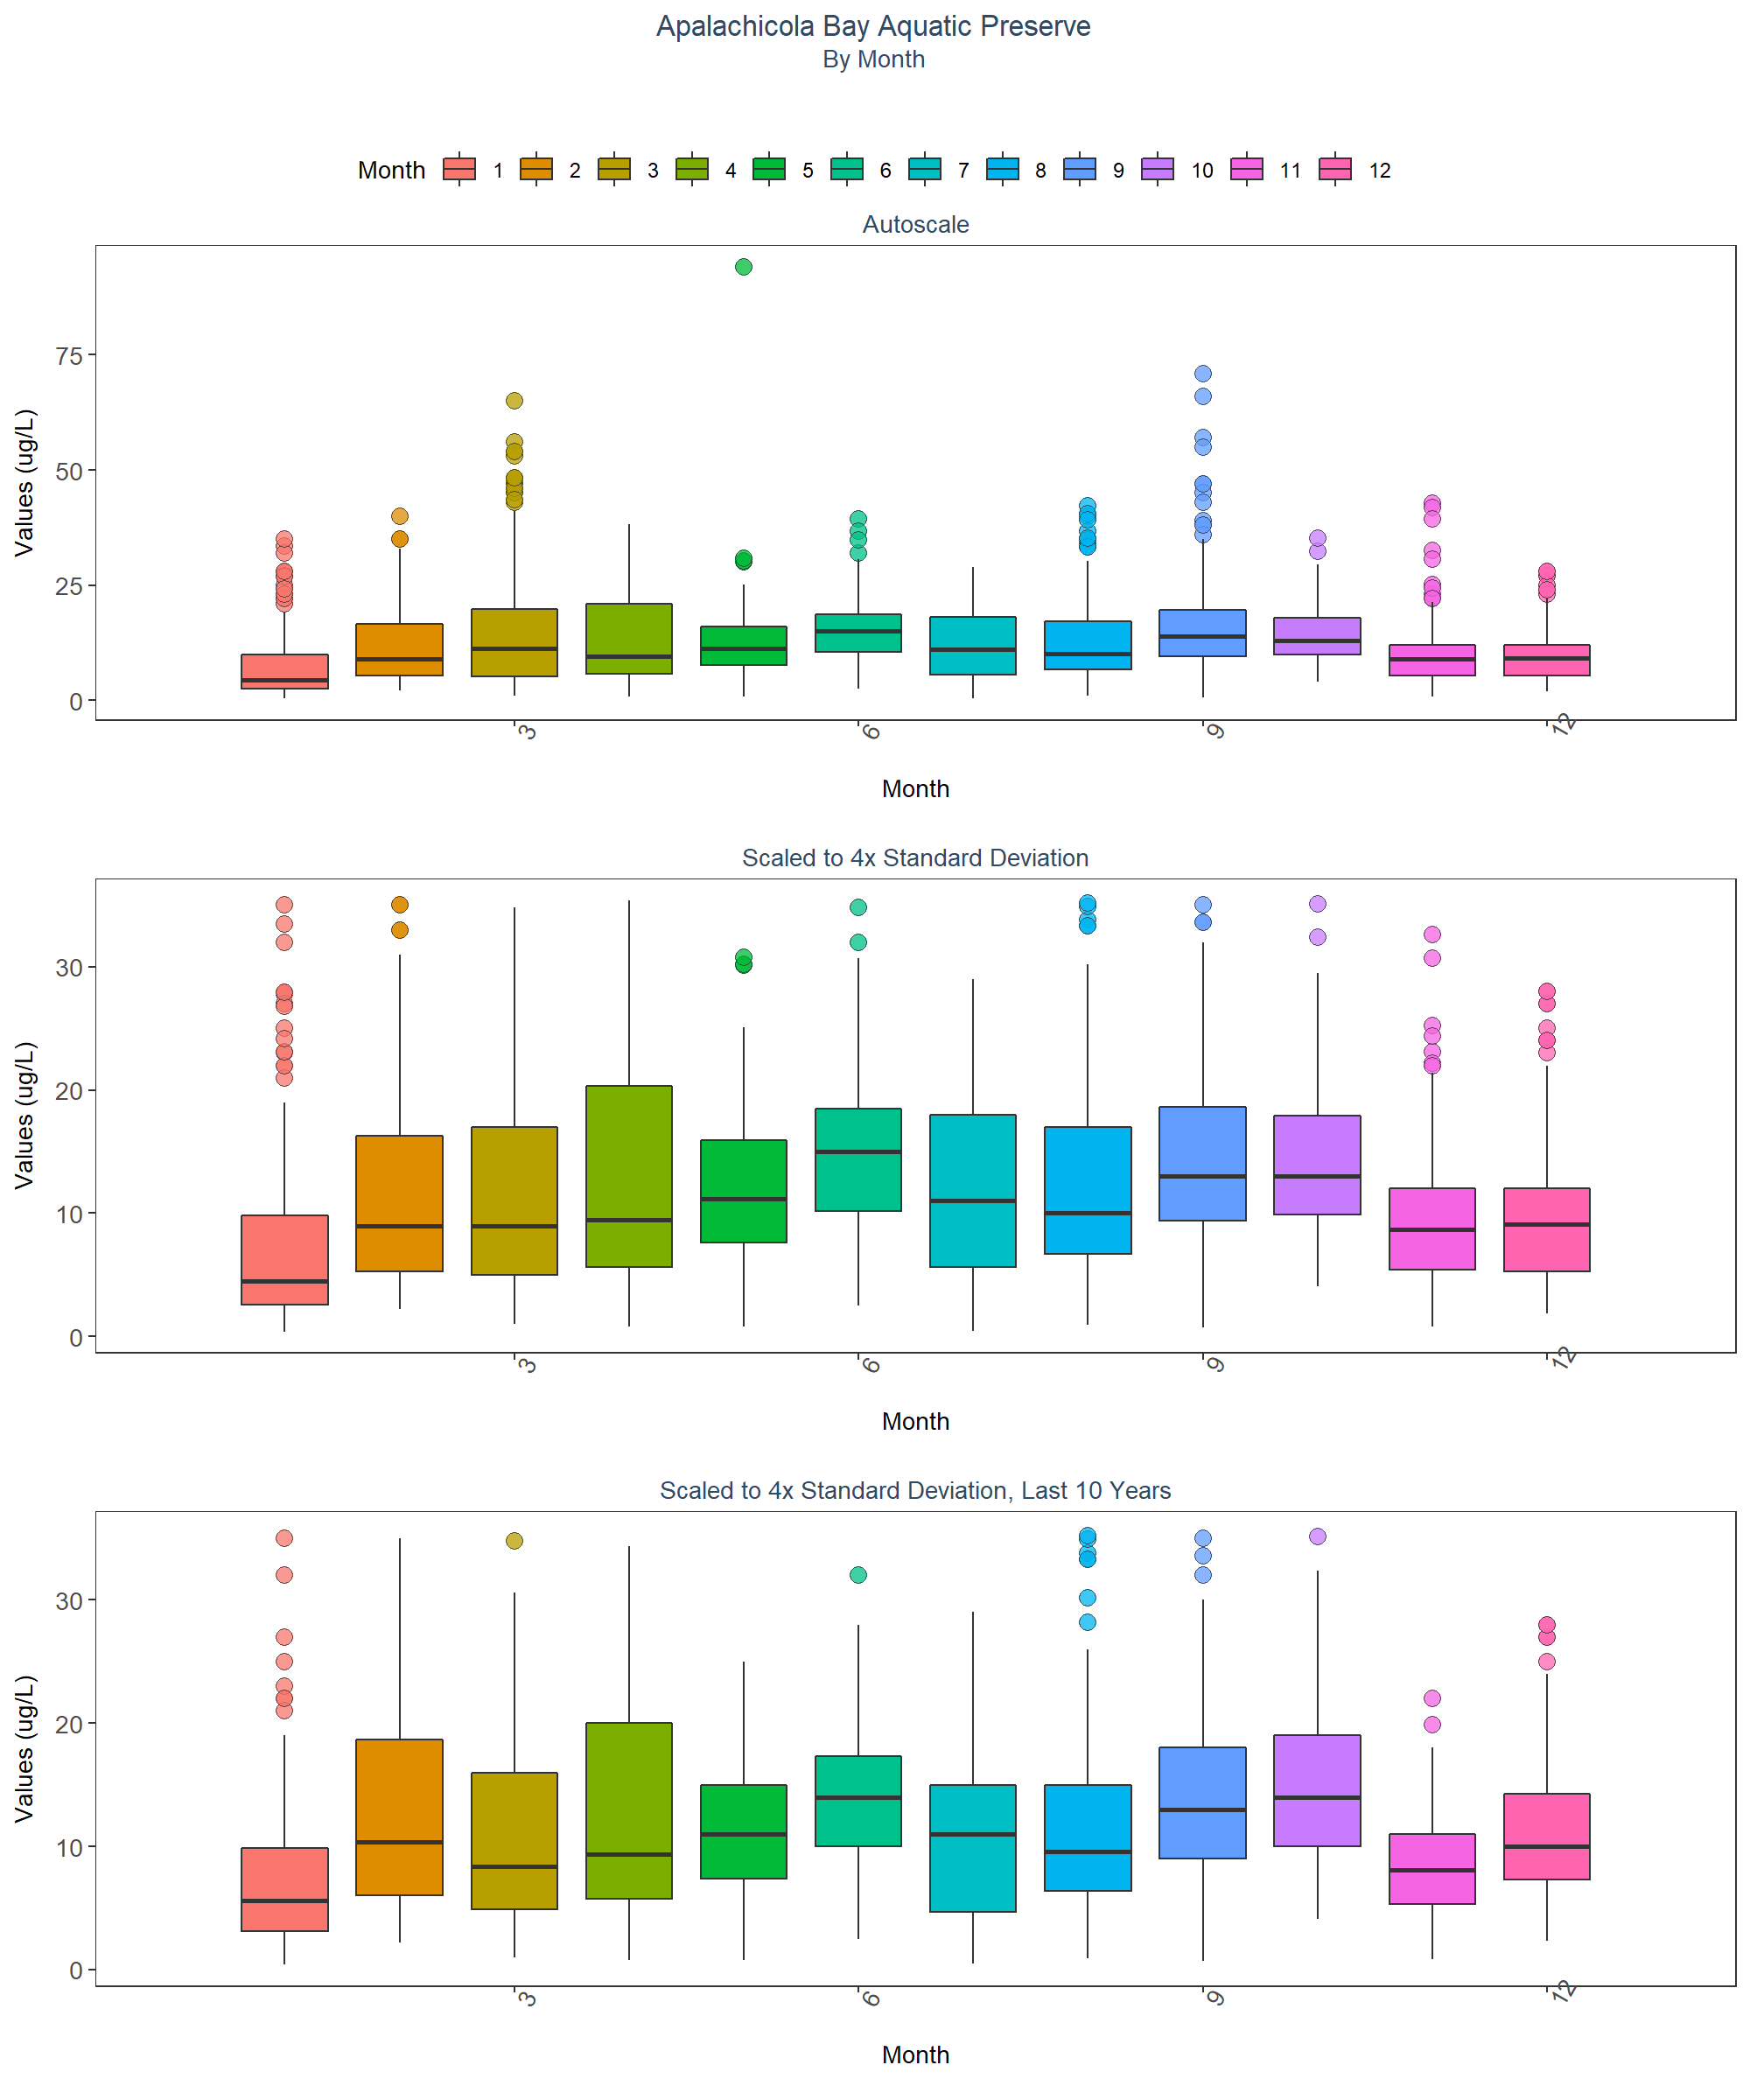 Apalachicola Bay Aquatic Preserve
By Month
Month 1 2 3 4 5 6 7 8 9 10 11 12
Autoscale
Values (ug/L)
75
50
25
0
3 6 9 12
Month
Scaled to 4x Standard Deviation
Values (ug/L)
30
20
10
0
3 6 9 12
Month
Scaled to 4x Standard Deviation, Last 10 Years
Values (ug/L)
30
20
10
0
3 6 9 12
Month